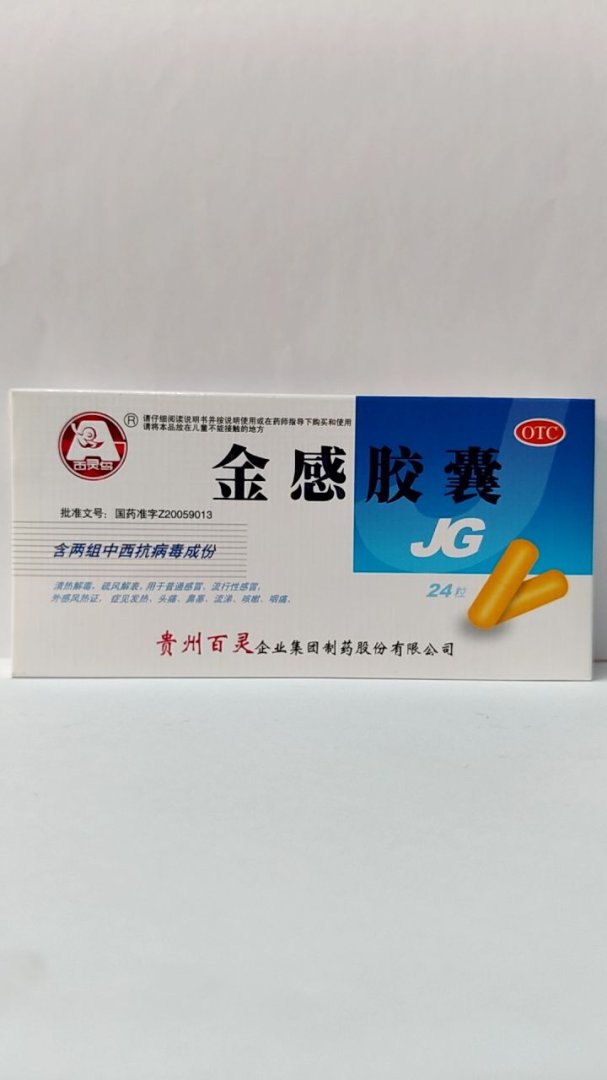 百灵鸟
®
请仔细阅读说明书并按说明使用或在药师指导下购买和使用
请将本品放在儿童不能接触的地方
OTC
金感胶囊
批准文号：国药准字Z20059013
JG
含两组中西抗病毒成份
清热解毒，疏风解表。用于普通感冒，流行性感冒，
外感风热证，症见发热、头痛、鼻塞、流涕、咳嗽、咽痛。
24粒
贵州百灵企业集团制药股份有限公司